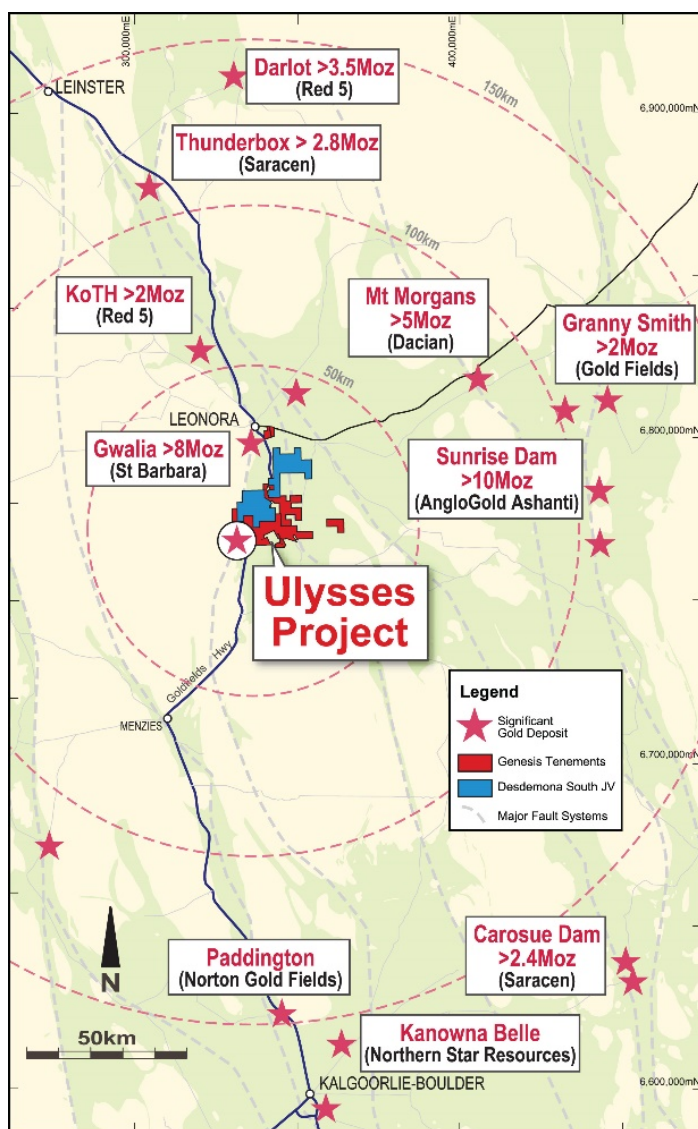 300,000mE
400,000mE
LEINSTER
Darlot >3.5Moz
(Red 5)
150km
6,900,000mN
Thunderbox > 2.8Moz
(Saracen)
100km
KoTH >2Moz
(Red 5)
Mt Morgans
>5Moz
(Dacian)
Granny Smith
>2Moz
(Gold Fields)
50km
LEONORA
6,800,000mN
Gwalia >8Moz
(St Barbara)
Sunrise Dam
>10Moz
(AngloGold Ashanti)
Ulysses
Project
Goldfields Hwy
MENZIES
Legend
Significant
Gold Deposit
Genesis Tenements
Desdemona South JV
Major Fault Systems
6,700,000mN
N
50km
Paddington
(Norton Gold Fields)
Carosue Dam
>2.4Moz
(Saracen)
Kanowna Belle
(Northern Star Resources)
KALGOORLIE-BOULDER
6,600,000mN